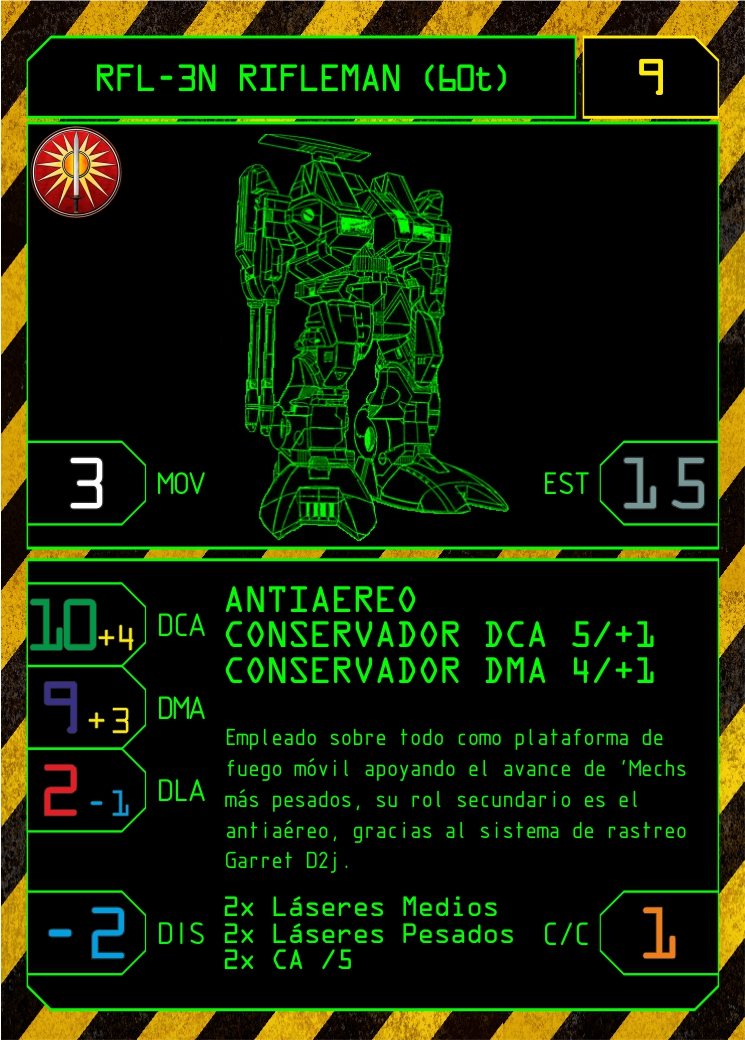 RFL-3N RIFLEMAN (60t)
9
3 MOV
EST 15
10+4 DCA
9+3 DMA
2-1 DLA
ANTIAEREO
CONSERVADOR DCA 5/+1
CONSERVADOR DMA 4/+1
Empleado sobre todo como plataforma de
fuego móvil apoyando el avance de 'Mechs
más pesados, su rol secundario es el
antiaéreo, gracias al sistema de rastreo
Garret D2j.
-2 DIS
2x Láseres Medios
2x Láseres Pesados
2x CA /5
C/C 1